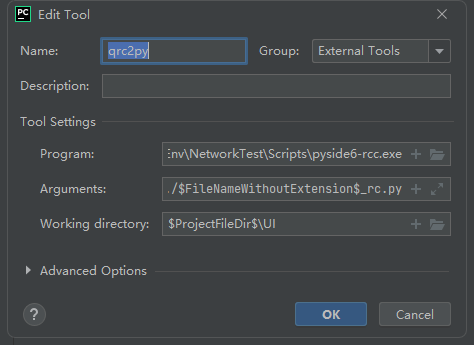 PC Edit Tool
Name: qrc2py Group: External Tools
Description:
Tool Settings
Program: Env\NetworkTest\Scripts\pyside6-rcc.exe
Arguments: ./$FileNameWithoutExtension$_rc.py
Working directory: $ProjectFileDir$\UI
Advanced Options
? OK Cancel